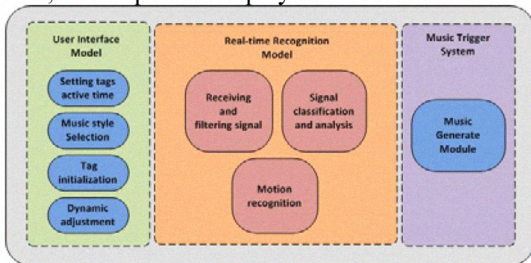 User Interface
Model
Setting tags
active time
Music style
Selection
Tag
initialization
Dynamic
adjustment
Real-time Recognition
Model
Receiving
and
filtering signal
Signal
classification
and analysis
Motion
recognition
Music Trigger
System
Music
Generate
Module